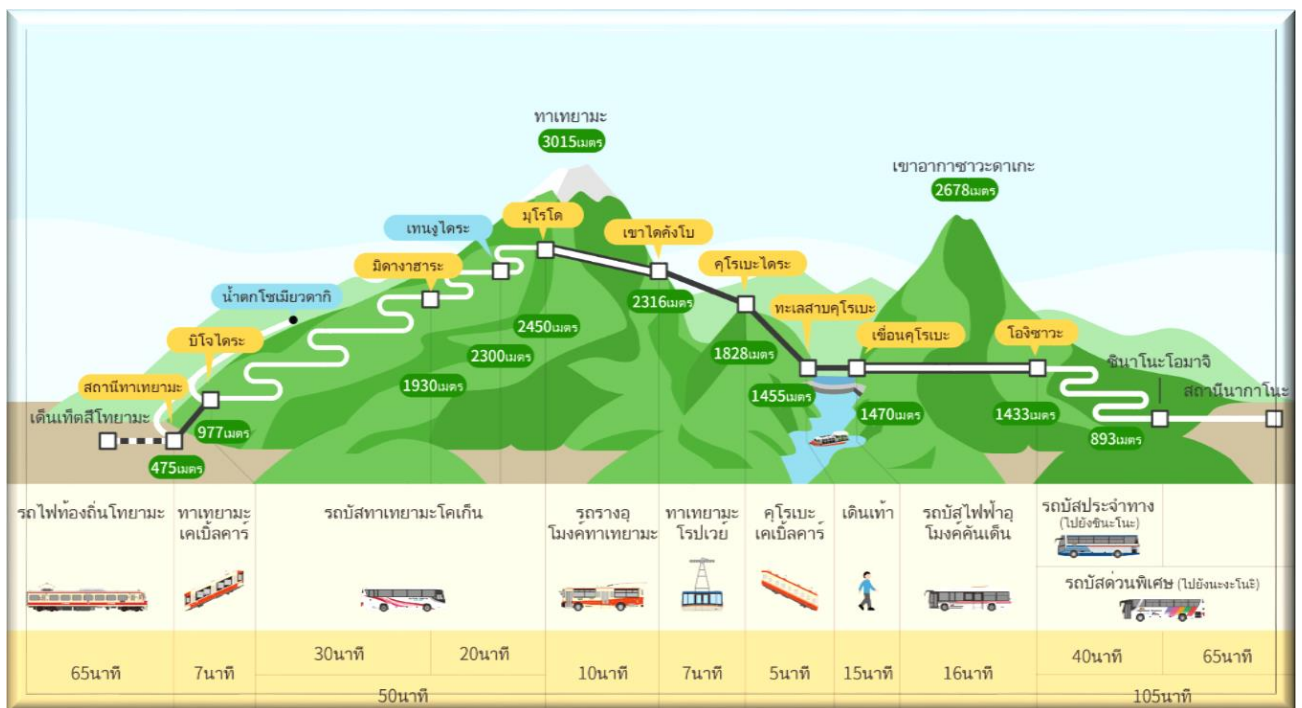 ทาเทยามะ
3015เมตร
เขาอากาซาวะดาเกะ
2678เมตร
มุโรโด
เทนงูไดระ
เขาไดคังโบ
มิดางาฮาระ
คุโรเบะไดระ
น้ำตกโชเมียวดากิ
2316เมตร
ทะเลสาบคุโรเบะ
บิโจไดระ
2450เมตร
เขื่อนคุโรเบะ
โองิซาวะ
2300เมตร
1828เมตร
ชินาโนะโอมาจิ
สถานีทาเทยามะ
1930เมตร
1455เมตร
สถานีนากาโนะ
เด็นเท็ตสึโทยามะ
977เมตร
1470เมตร
1433เมตร
893เมตร
475เมตร
รถไฟท้องถิ่นโทยามะ
ทาเทยามะ
เคเบิ้ลคาร์
รถบัสทาเทยามะโคเก็น
รถรางอุ
โมงค์ทาเทยามะ
ทาเทยามะ
โรปเวย์
คุโรเบะ
เคเบิ้ลคาร์
เดินเท้า
รถบัสไฟฟ้าอุ
โมงค์คันเด็น
รถบัสประจำทาง
(ไปยังชินะโนะ)
รถบัสด่วนพิเศษ (ไปยังนะงะโนะ)
65นาที
7นาที
30นาที
20นาที
50นาที
10นาที
7นาที
5นาที
15นาที
16นาที
40นาที
65นาที
105นาที